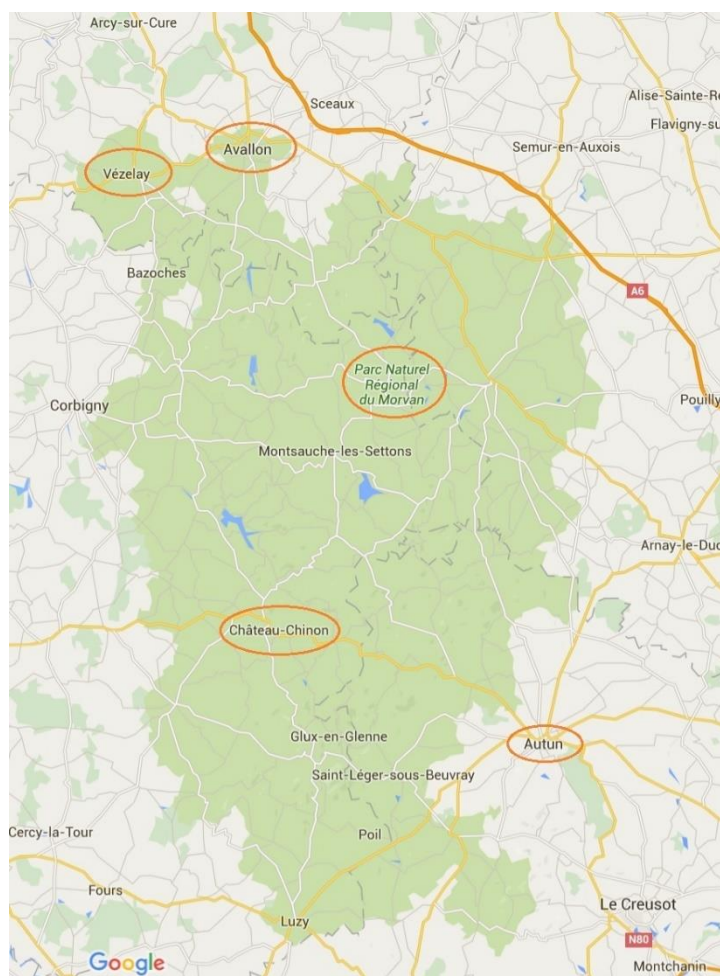 Arcy-sur-Cure
Sceaux
Alise-Sainte-Re
Flavigny-su
Avallon
Semur-en-Auxois
Vézelay
Bazoches
A6
Parc Naturel
Régional
du Morvan
Pouilly
Corbigny
Montsauche-les-Settons
Arnay-le-Duc
Château-Chinon
Glux-en-Glenne
Autun
Saint-Léger-sous-Beuvray
Cercy-la-Tour
Poil
Fours
Le Creusot
Luzy
N80
Google
Montchanin